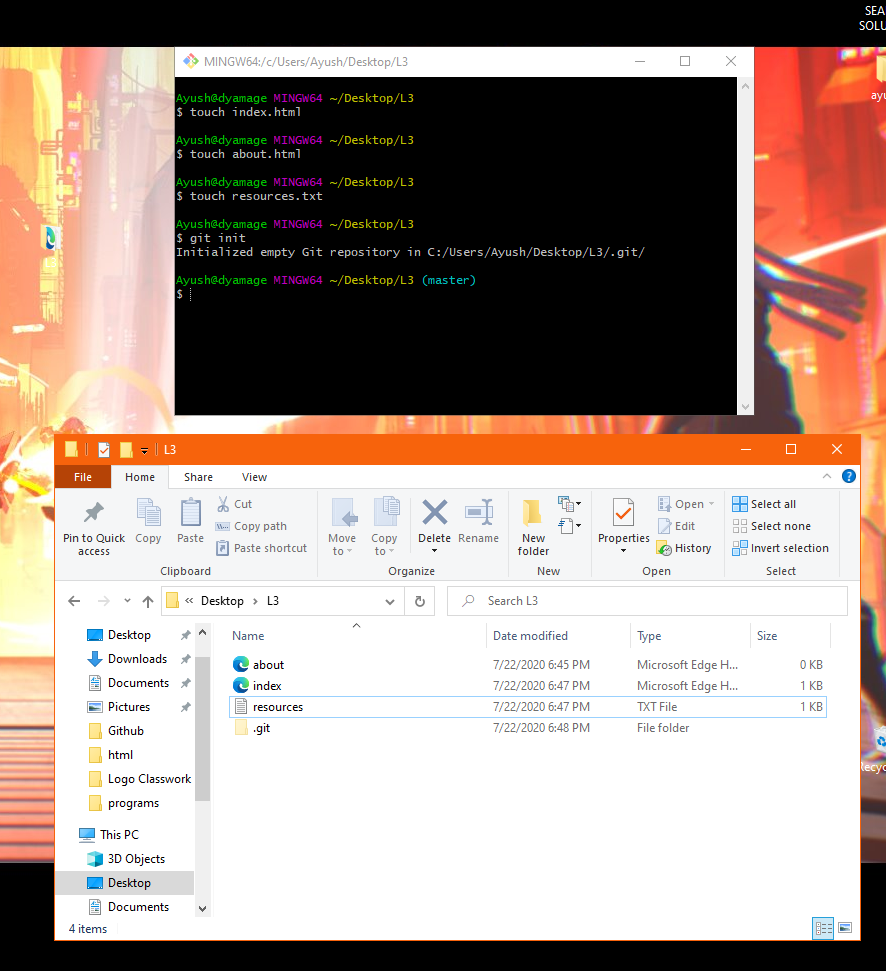 SEA
SOLU
MINGW64:/c/Users/Ayush/Desktop/L3
Ayush@dyamage MINGW64 ~/Desktop/L3
$ touch index.html
Ayush@dyamage MINGW64 ~/Desktop/L3
$ touch about.html
Ayush@dyamage MINGW64 ~/Desktop/L3
$ touch resources.txt
Ayush@dyamage MINGW64 ~/Desktop/L3
$ git init
Initialized empty Git repository in C:/Users/Ayush/Desktop/L3/.git/
Ayush@dyamage MINGW64 ~/Desktop/L3 (master)
$
ayu
L3
L3
File Home Share View
Pin to Quick access
Copy
Paste
Cut
Copy path
Paste shortcut
Clipboard
Move to
Copy to
Delete
Rename
Organize
New folder
New
Properties
Open
Edit
History
Open
Select all
Select none
Invert selection
Select
« Desktop › L3
Search L3
Desktop
Downloads
Documents
Pictures
Github
html
Logo Classwork
programs
This PC
3D Objects
Desktop
Documents
Name Date modified Type Size
about 7/22/2020 6:45 PM Microsoft Edge H... 0 KB
index 7/22/2020 6:47 PM Microsoft Edge H... 1 KB
resources 7/22/2020 6:47 PM TXT File 1 KB
.git 7/22/2020 6:48 PM File folder
4 items
Recyc